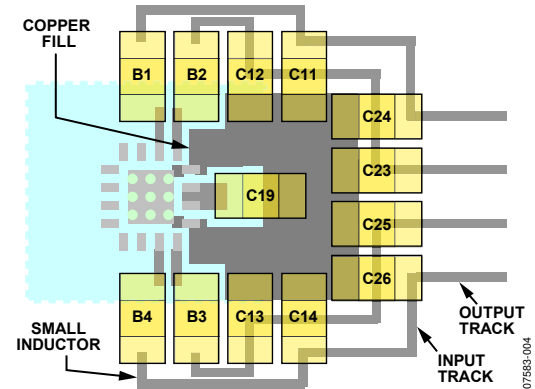 COPPER
FILL
B1
B2
C12
C11
C24
C23
C19
C25
C26
B4
B3
C13
C14
SMALL
INDUCTOR
OUTPUT
TRACK
INPUT
TRACK
07583-004